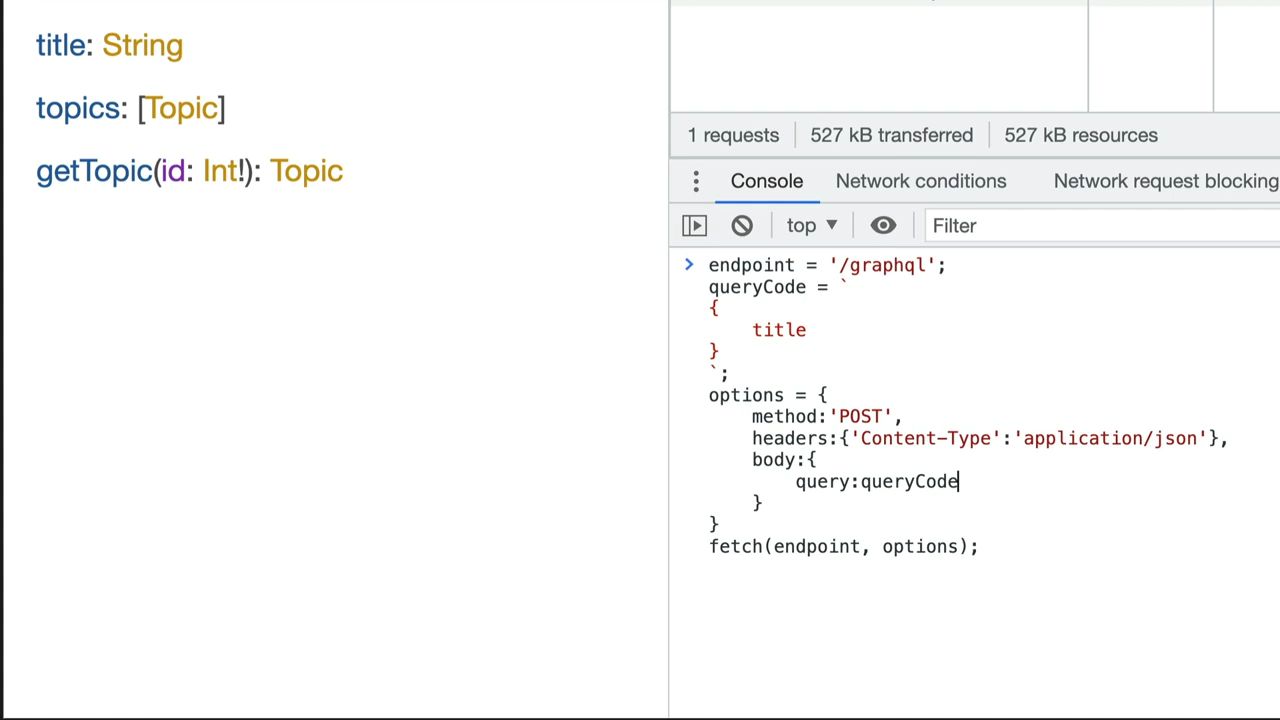 title: String
topics: [Topic]
getTopic(id: Int!): Topic
1 requests 527 kB transferred 527 kB resources
Console Network conditions Network request blocking
top ▼ Filter
> endpoint = '/graphql';
queryCode = `
{
title
}
`;
options = {
method:'POST',
headers:{'Content-Type':'application/json'},
body:{
query:queryCode
}
}
fetch(endpoint, options);